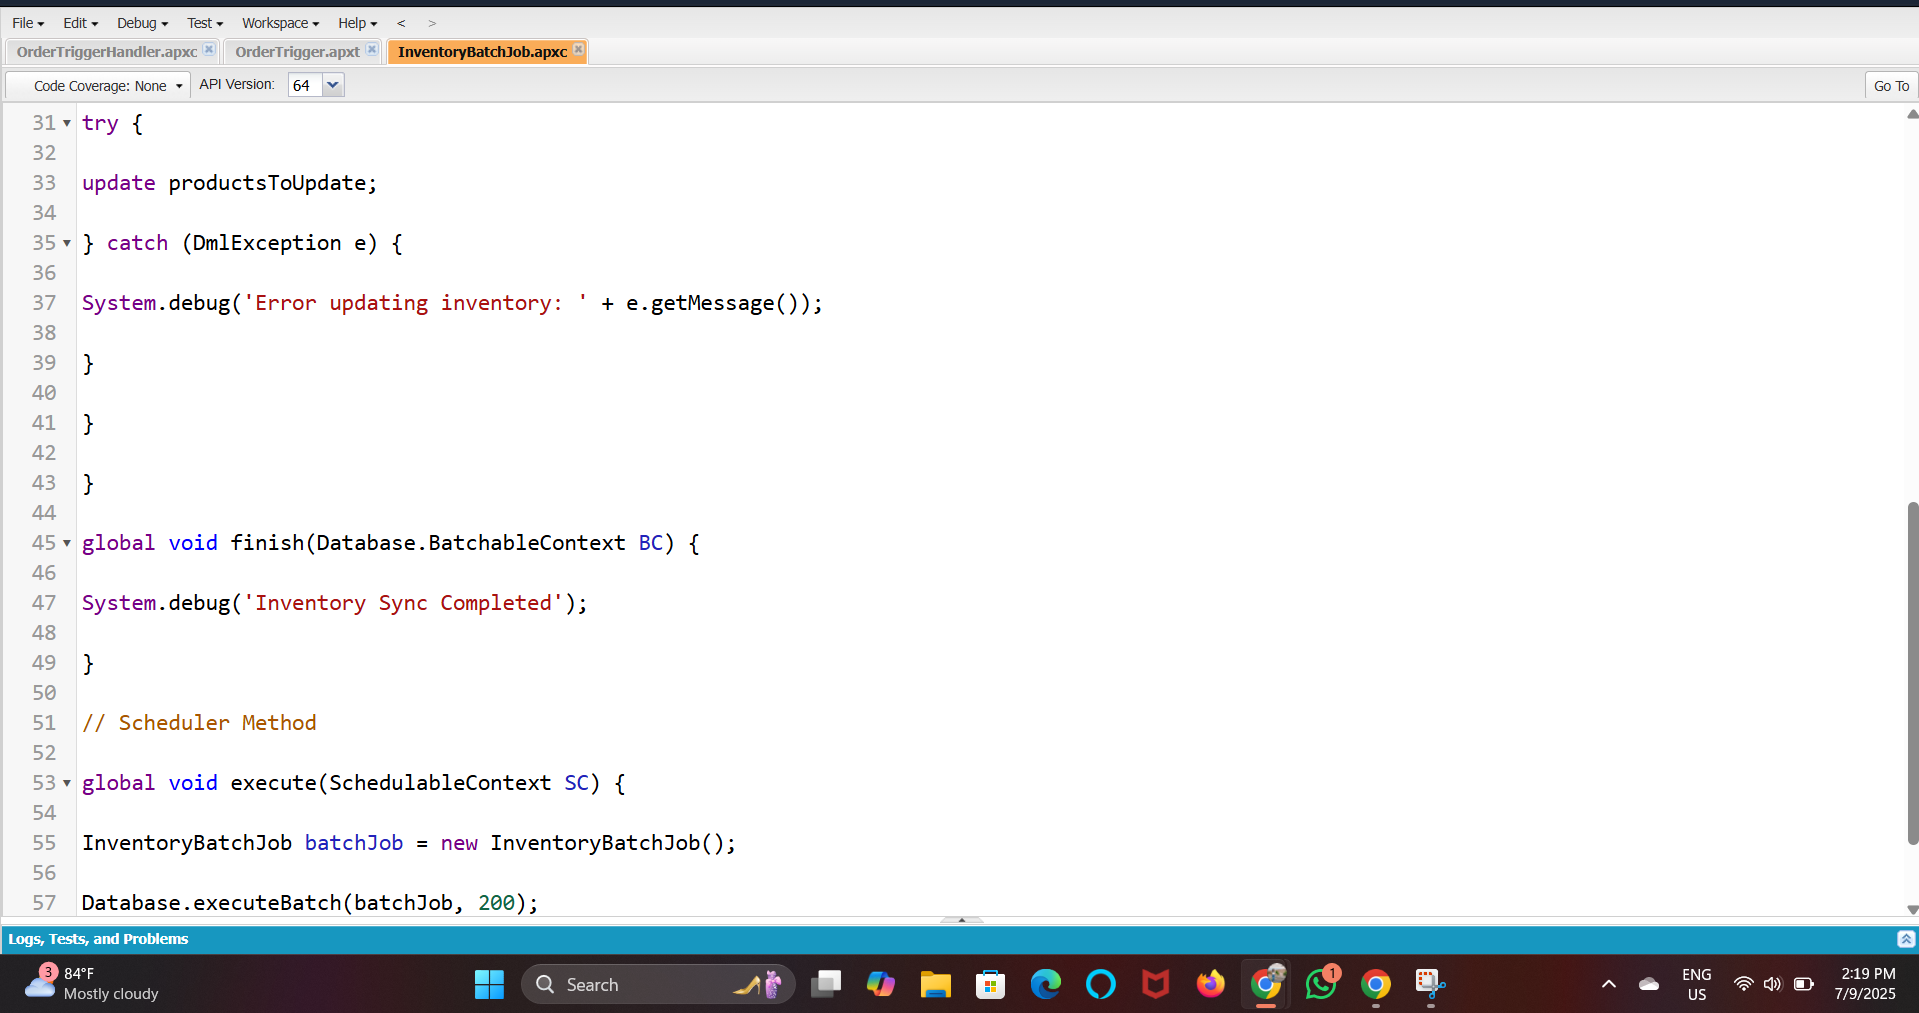 File Edit Debug Test Workspace Help < >
OrderTriggerHandler.apxc OrderTrigger.apxt InventoryBatchJob.apxc
Code Coverage: None API Version: 64 Go To
31 try {
32
33 update productsToUpdate;
34
35 } catch (DmlException e) {
36
37 System.debug('Error updating inventory: ' + e.getMessage());
38
39 }
40
41 }
42
43 }
44
45 global void finish(Database.BatchableContext BC) {
46
47 System.debug('Inventory Sync Completed');
48
49 }
50
51 // Scheduler Method
52
53 global void execute(SchedulableContext SC) {
54
55 InventoryBatchJob batchJob = new InventoryBatchJob();
56
57 Database.executeBatch(batchJob, 200);
Logs, Tests, and Problems
3 84°F
Mostly cloudy
Search
1
ENG
US
2:19 PM
7/9/2025